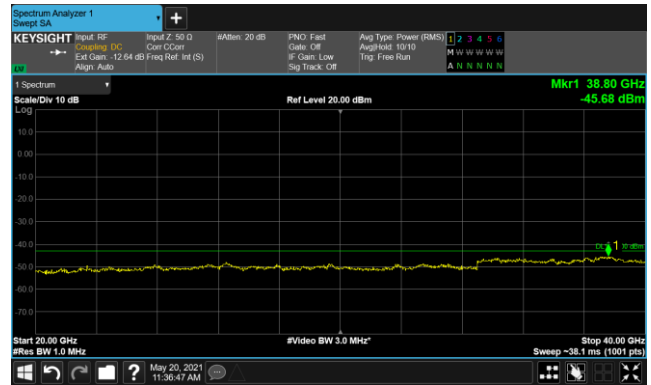 Spectrum Analyzer 1
Swept SA
KEYSIGHT
Input: RF
Coupling: DC
Ext Gain: -12.64 dB
Align: Auto
Input Z: 50 Ω
Corr CCorr
Freq Ref: Int (S)
#Atten: 20 dB
PNO: Fast
Gate: Off
IF Gain: Low
Sig Track: Off
Avg Type: Power (RMS)
Avg|Hold: 10/10
Trig: Free Run
1 2 3 4 5 6
M W W W W W
A N N N N N
1 Spectrum
Scale/Div 10 dB
Ref Level 20.00 dBm
Mkr1 38.80 GHz
-45.68 dBm
Log
10.0
0.00
-10.0
-20.0
-30.0
-40.0
-50.0
-60.0
-70.0
1
Start 20.00 GHz
#Video BW 3.0 MHz*
Stop 40.00 GHz
#Res BW 1.0 MHz
Sweep ~38.1 ms (1001 pts)
?
May 20, 2021
11:36:47 AM